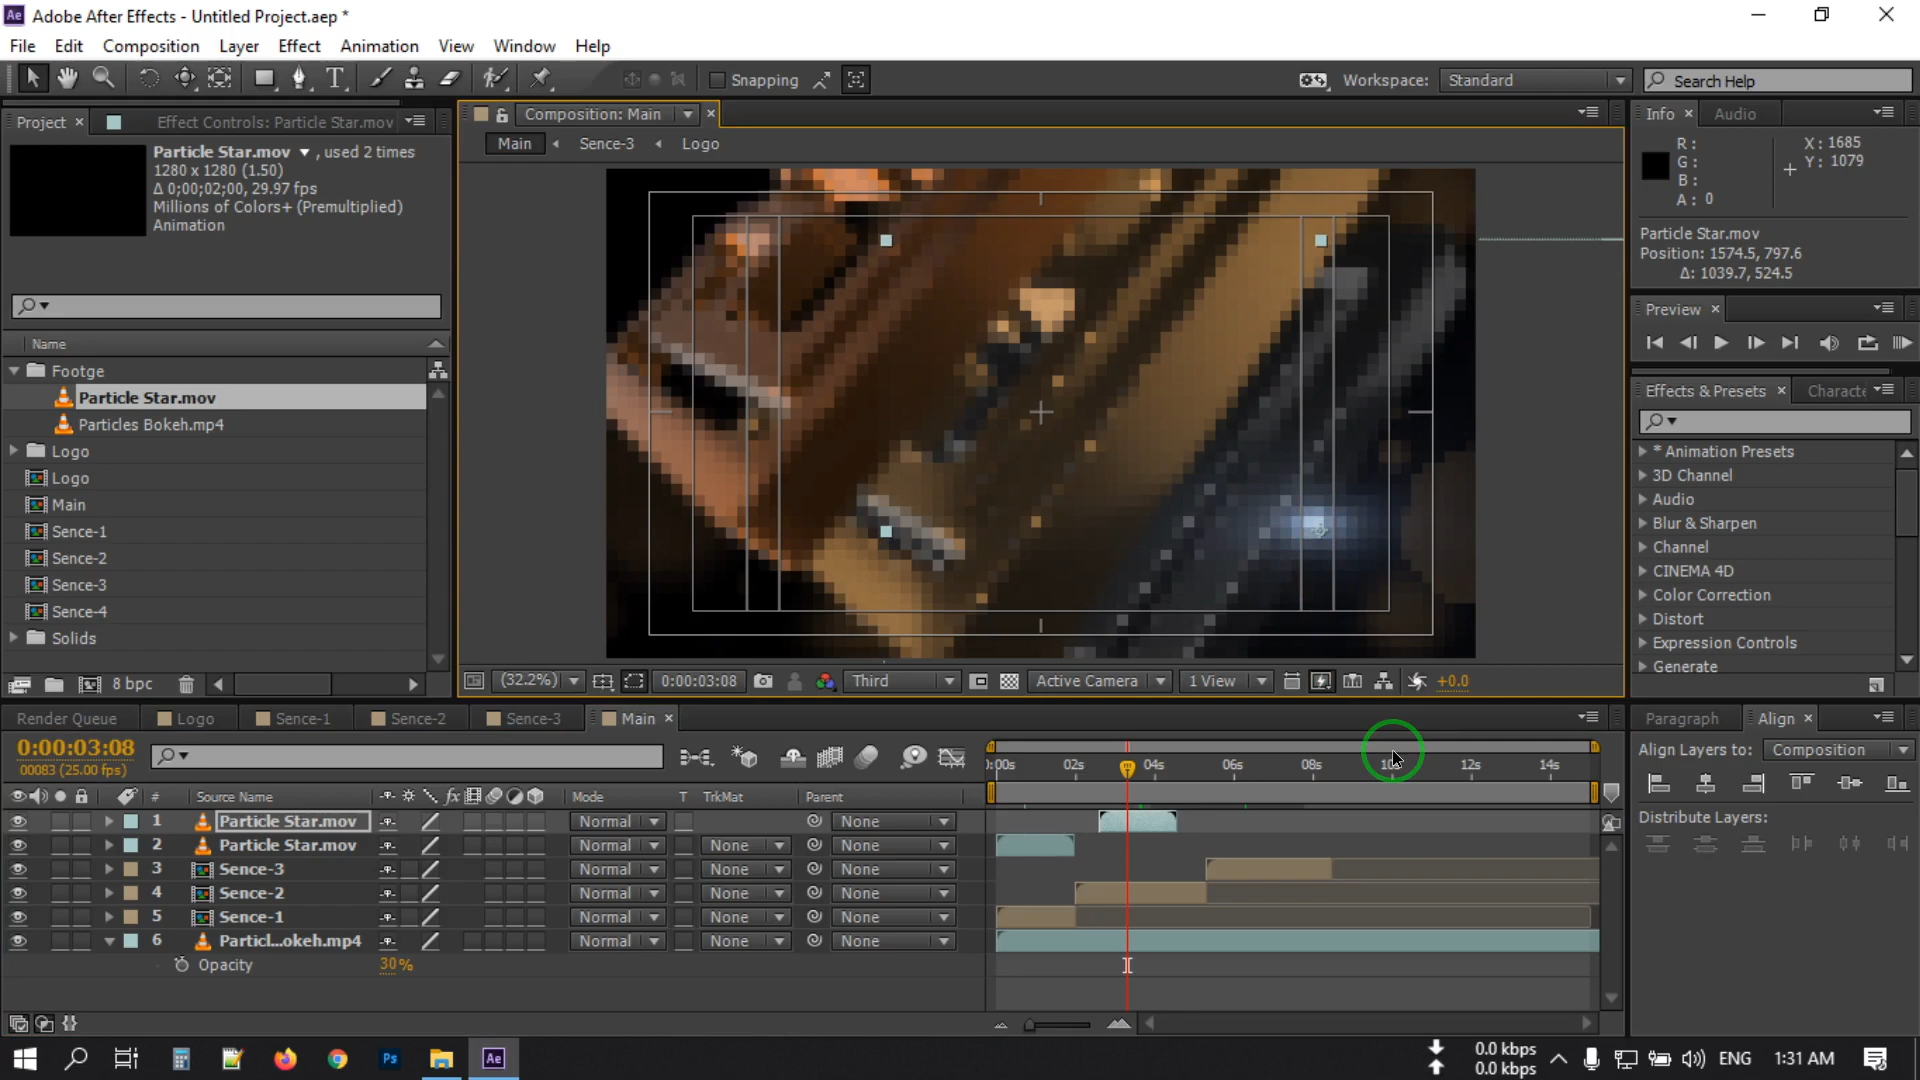 Adobe After Effects - Untitled Project.aep *
File Edit Composition Layer Effect Animation View Window Help
Snapping Workspace: Standard Search Help
Project Effect Controls: Particle Star.mov
Particle Star.mov , used 2 times
1280 x 1280 (1.50)
Δ 0;00;02;00, 29.97 fps
Millions of Colors+ (Premultiplied)
Animation
Name
Footge
Particle Star.mov
Particles Bokeh.mp4
Logo
Logo
Main
Sence-1
Sence-2
Sence-3
Sence-4
Solids
8 bpc
Composition: Main
Main Sence-3 Logo
(32.2%) 0:00:03:08 Third Active Camera 1 View +0.0
Info Audio
R: X: 1685
G: Y: 1079
B:
A: 0
Particle Star.mov
Position: 1574.5, 797.6
Δ: 1039.7, 524.5
Preview
Effects & Presets Characte
* Animation Presets
3D Channel
Audio
Blur & Sharpen
Channel
CINEMA 4D
Color Correction
Distort
Expression Controls
Generate
Render Queue Logo Sence-1 Sence-2 Sence-3 Main
0:00:03:08
00083 (25.00 fps)
):00s 02s 04s 06s 08s 10s 12s 14s
# Source Name fx Mode T TrkMat Parent
1 Particle Star.mov Normal None
2 Particle Star.mov Normal None None
3 Sence-3 Normal None None
4 Sence-2 Normal None None
5 Sence-1 Normal None None
6 Particl...okeh.mp4 Normal None None
Opacity 30%
Paragraph Align
Align Layers to: Composition
Distribute Layers:
Ps Ae
0.0 kbps
0.0 kbps
ENG 1:31 AM